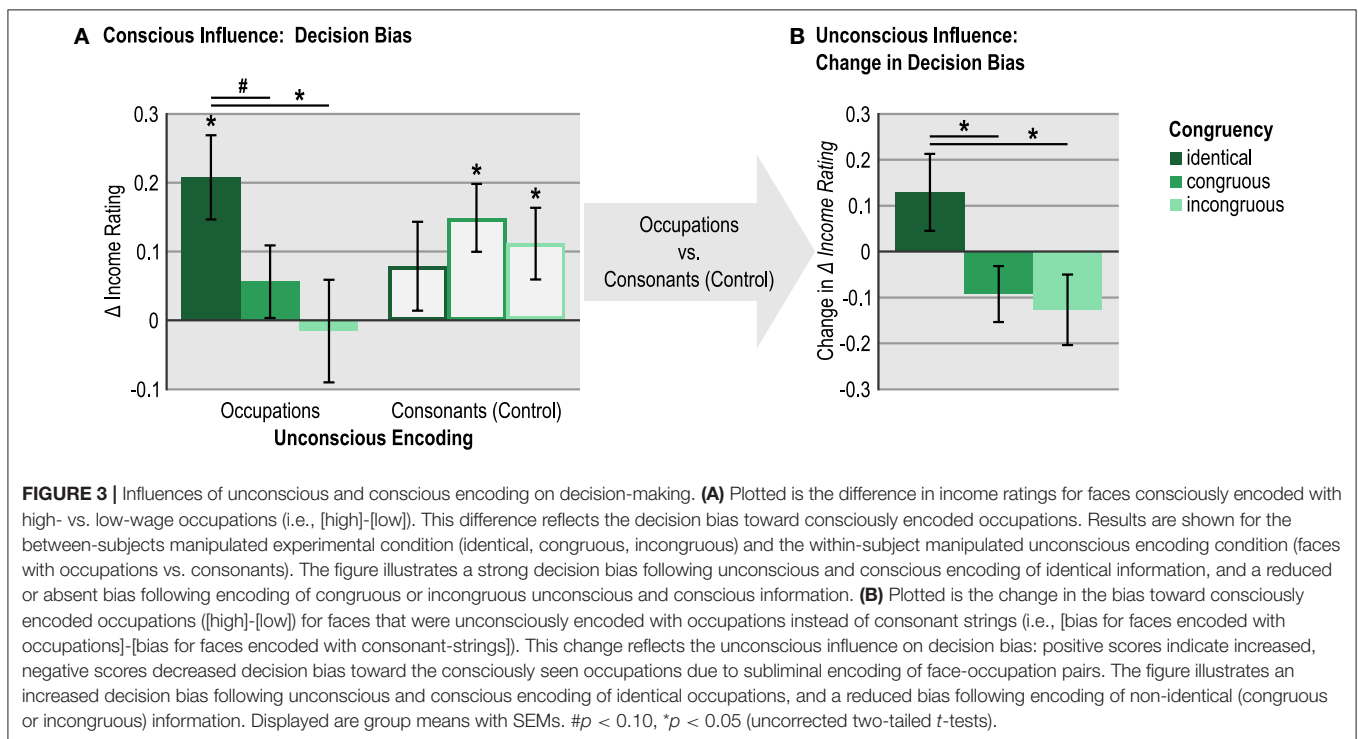 A Conscious Influence: Decision Bias
B Unconscious Influence:
Change in Decision Bias
#
*
0.3
*
0.2
*
*
0.1
0
-0.1
Δ Income Rating
Occupations
Consonants (Control)
Unconscious Encoding
Occupations
vs.
Consonants (Control)
0.3
*
*
0.2
0.1
0
-0.1
-0.2
-0.3
Change in Δ Income Rating
Congruency
identical
congruous
incongruous
FIGURE 3 | Influences of unconscious and conscious encoding on decision-making. (A) Plotted is the difference in income ratings for faces consciously encoded with
high- vs. low-wage occupations (i.e., [high]-[low]). This difference reflects the decision bias toward consciously encoded occupations. Results are shown for the
between-subjects manipulated experimental condition (identical, congruous, incongruous) and the within-subject manipulated unconscious encoding condition (faces
with occupations vs. consonants). The figure illustrates a strong decision bias following unconscious and conscious encoding of identical information, and a reduced
or absent bias following encoding of congruous or incongruous unconscious and conscious information. (B) Plotted is the change in the bias toward consciously
encoded occupations ([high]-[low]) for faces that were unconsciously encoded with occupations instead of consonant strings (i.e., [bias for faces encoded with
occupations]-[bias for faces encoded with consonant-strings]). This change reflects the unconscious influence on decision bias: positive scores indicate increased,
negative scores decreased decision bias toward the consciously seen occupations due to subliminal encoding of face-occupation pairs. The figure illustrates an
increased decision bias following unconscious and conscious encoding of identical occupations, and a reduced bias following encoding of non-identical (congruous
or incongruous) information. Displayed are group means with SEMs. #p < 0.10, *p < 0.05 (uncorrected two-tailed t-tests).